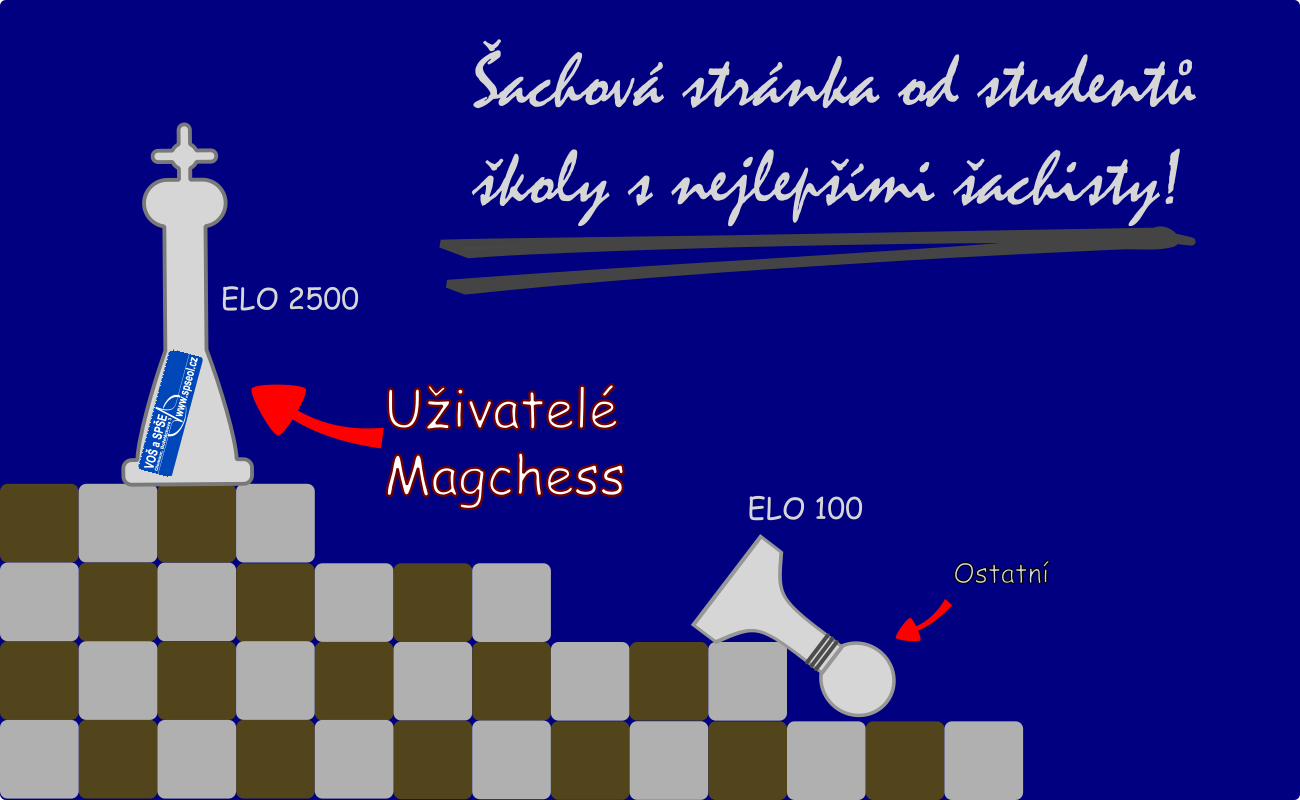 Šachová stránka od studentů
školy s nejlepšími šachisty!
ELO 2500
www.spseol.cz
VOŠ a SPŠE
Uživatelé
Magchess
ELO 100
Ostatní